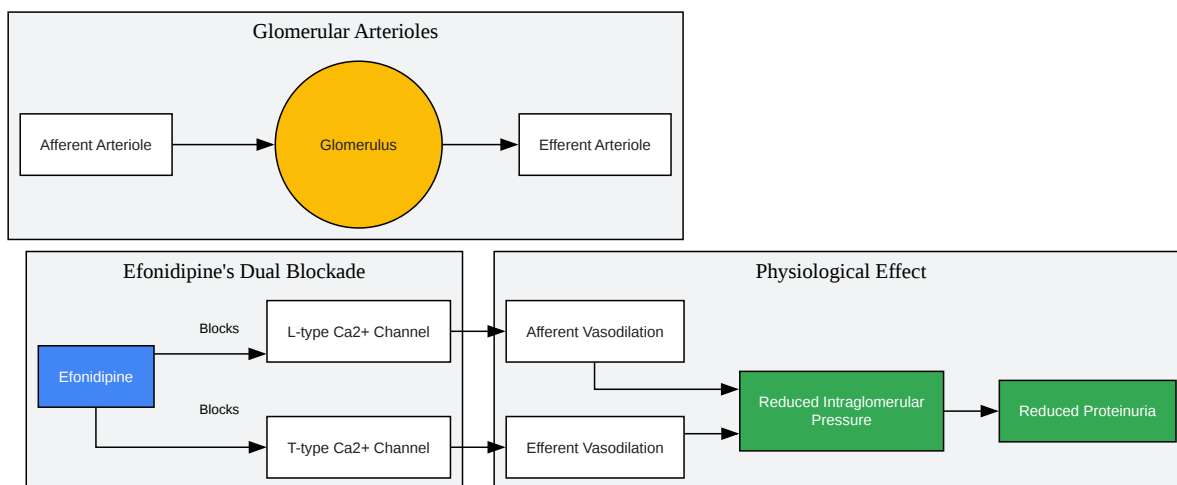 Glomerular Arterioles
Afferent Arteriole
Glomerulus
Efferent Arteriole
Efonidipine's Dual Blockade
Efonidipine
Blocks
Blocks
L-type Ca2+ Channel
T-type Ca2+ Channel
Physiological Effect
Afferent Vasodilation
Efferent Vasodilation
Reduced Intraglomerular
Pressure
Reduced Proteinuria